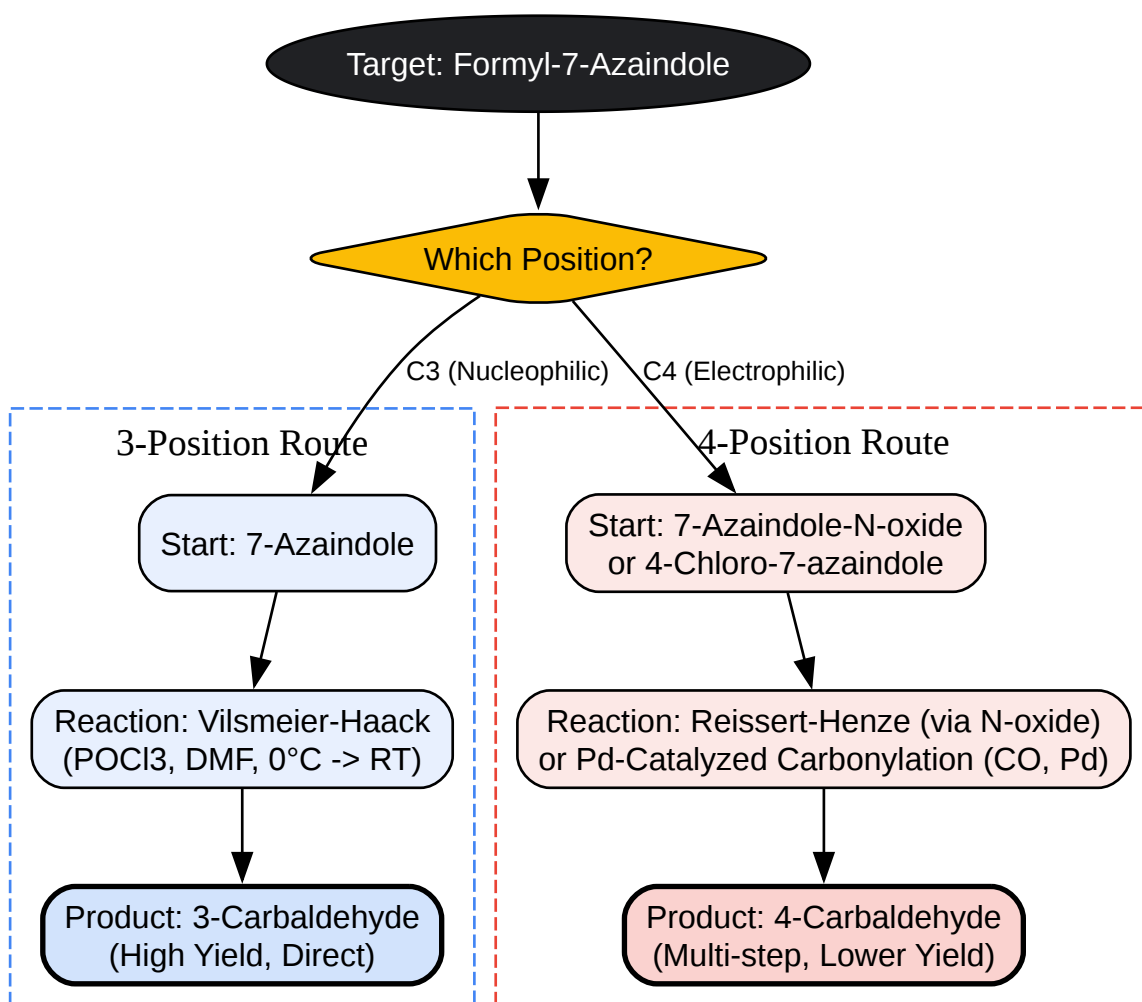 Target: Formyl-7-Azaindole
Which Position?
C3 (Nucleophilic)
C4 (Electrophilic)
3-Position Route
Start: 7-Azaindole
Reaction: Vilsmeier-Haack
(POCl3, DMF, 0°C -> RT)
Product: 3-Carbaldehyde
(High Yield, Direct)
4-Position Route
Start: 7-Azaindole-N-oxide
or 4-Chloro-7-azaindole
Reaction: Reissert-Henze (via N-oxide)
or Pd-Catalyzed Carbonylation (CO, Pd)
Product: 4-Carbaldehyde
(Multi-step, Lower Yield)